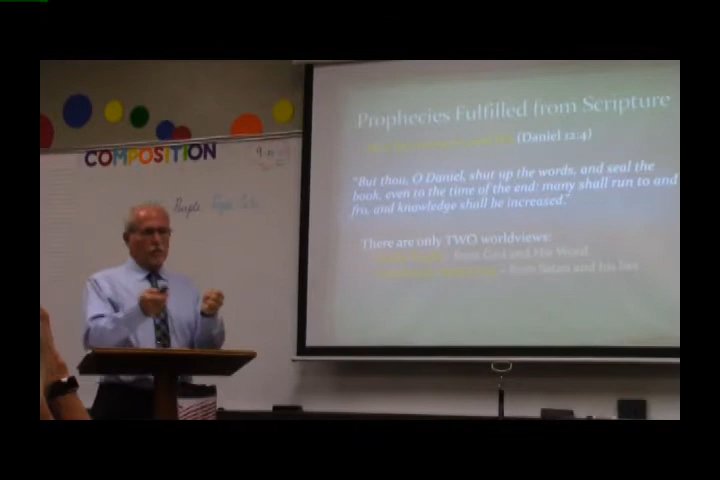 COMPOSITION
Purple
Prophecies Fulfilled from Scripture
(Daniel 12:4)
"But thou, O Daniel, shut up the words, and seal the
book, even to the time of the end: many shall run to and
fro, and knowledge shall be increased."
There are only TWO worldviews:
- from God and His Word
- from Satan and his lies